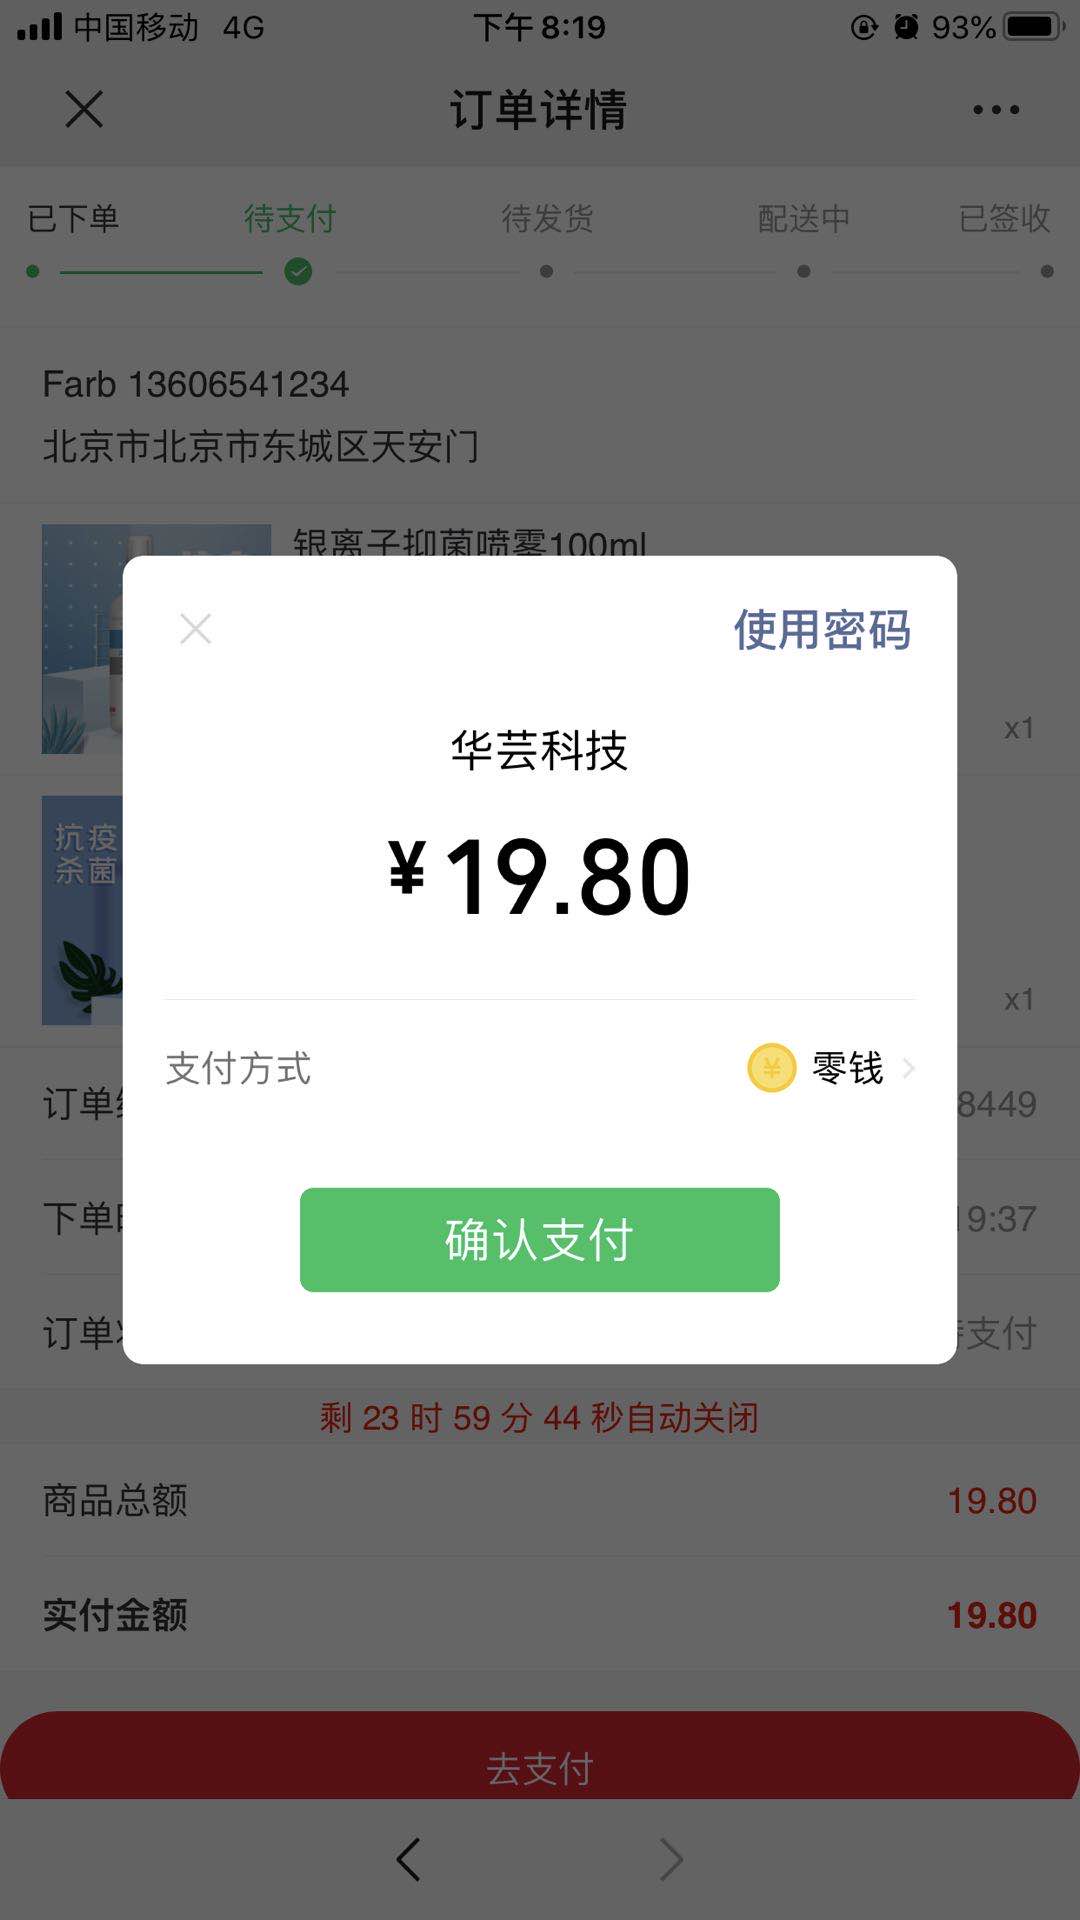 中国移动 4G 下午8:19 93%
订单详情
已下单 待支付 待发货 配送中 已签收
Farb 13606541234
北京市北京市东城区天安门
银离子抑菌喷雾100ml
x1
抗疫
杀菌
x1
使用密码
华芸科技
¥19.80
支付方式 ¥ 零钱
确认支付
订单 8449
下单 9:37
订单 支付
剩 23 时 59 分 44 秒自动关闭
商品总额 19.80
实付金额 19.80
去支付